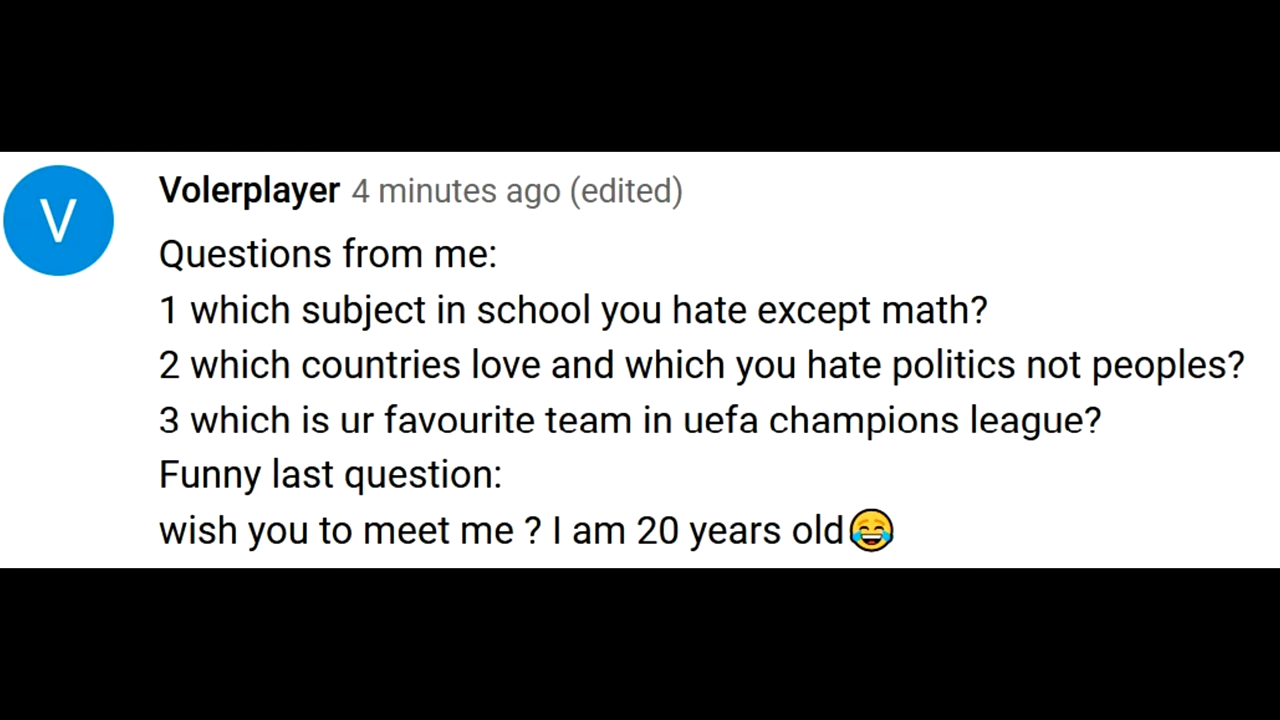 V
Volerplayer 4 minutes ago (edited)
Questions from me:
1 which subject in school you hate except math?
2 which countries love and which you hate politics not peoples?
3 which is ur favourite team in uefa champions league?
Funny last question:
wish you to meet me ? I am 20 years old😂